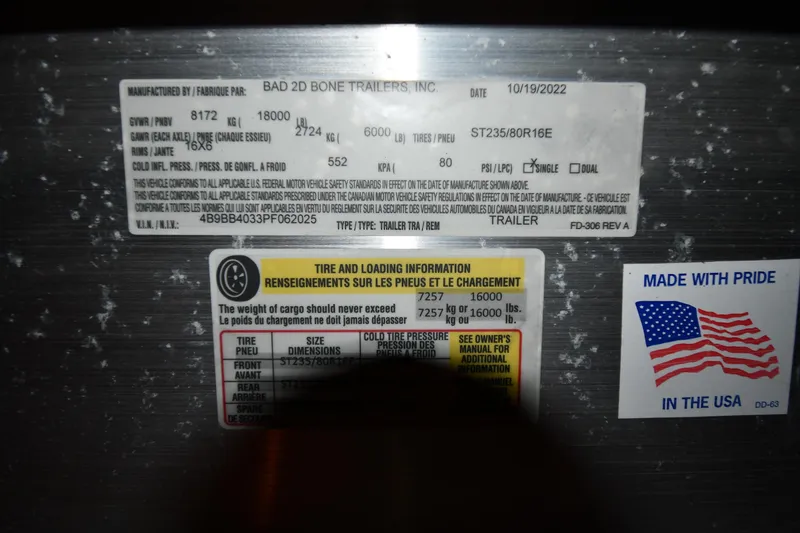 MANUFACTURED BY / FABRIQUE PAR: BAD 2D BONE TRAILERS, INC. DATE 10/19/2022
GVWR / PNBV 8172 KG ( 18000 LB)
GAWR (EACH AXLE) / PNBE (CHAQUE ESSIEU) 2724 KG ( 6000 LB) TIRES / PNEU ST235/80R16E
RIMS / JANTE 16X6
COLD INFL. PRESS. / PRESS. DE GONFL. A FROID 552 KPA ( 80 PSI / LPC) X SINGLE DUAL
THIS VEHICLE CONFORMS TO ALL APPLICABLE U.S. FEDERAL MOTOR VEHICLE SAFETY STANDARDS IN EFFECT ON THE DATE OF MANUFACTURE SHOWN ABOVE.
THIS VEHICLE CONFORMS TO ALL APPLICABLE STANDARDS PRESCRIBED UNDER THE CANADIAN MOTOR VEHICLE SAFETY REGULATIONS IN EFFECT ON THE DATE OF MANUFACTURE. - CE VEHICULE EST
CONFORME A TOUTES LES NORMES QUI LUI SONT APPLICABLES EN VERTU DU REGLEMENT SUR LA SECURITE DES VEHICULES AUTOMOBILES DU CANADA EN VIGUEUR A LA DATE DE SA FABRICATION.
V.I.N. / N.I.V.: 4B9BB4033PF062025 TYPE / TYPE: TRAILER TRA / REM TRAILER FD-306 REV A
TIRE AND LOADING INFORMATION
RENSEIGNEMENTS SUR LES PNEUS ET LE CHARGEMENT
The weight of cargo should never exceed 7257 kg or 16000 lbs.
Le poids du chargement ne doit jamais dépasser 7257 kg ou 16000 lb.
TIRE PNEU
SIZE DIMENSIONS
COLD TIRE PRESSURE
PRESSION DES PNEUS A FROID
SEE OWNER'S MANUAL FOR ADDITIONAL INFORMATION
FRONT AVANT
REAR ARRIÈRE
MADE WITH PRIDE
IN THE USA DD-63